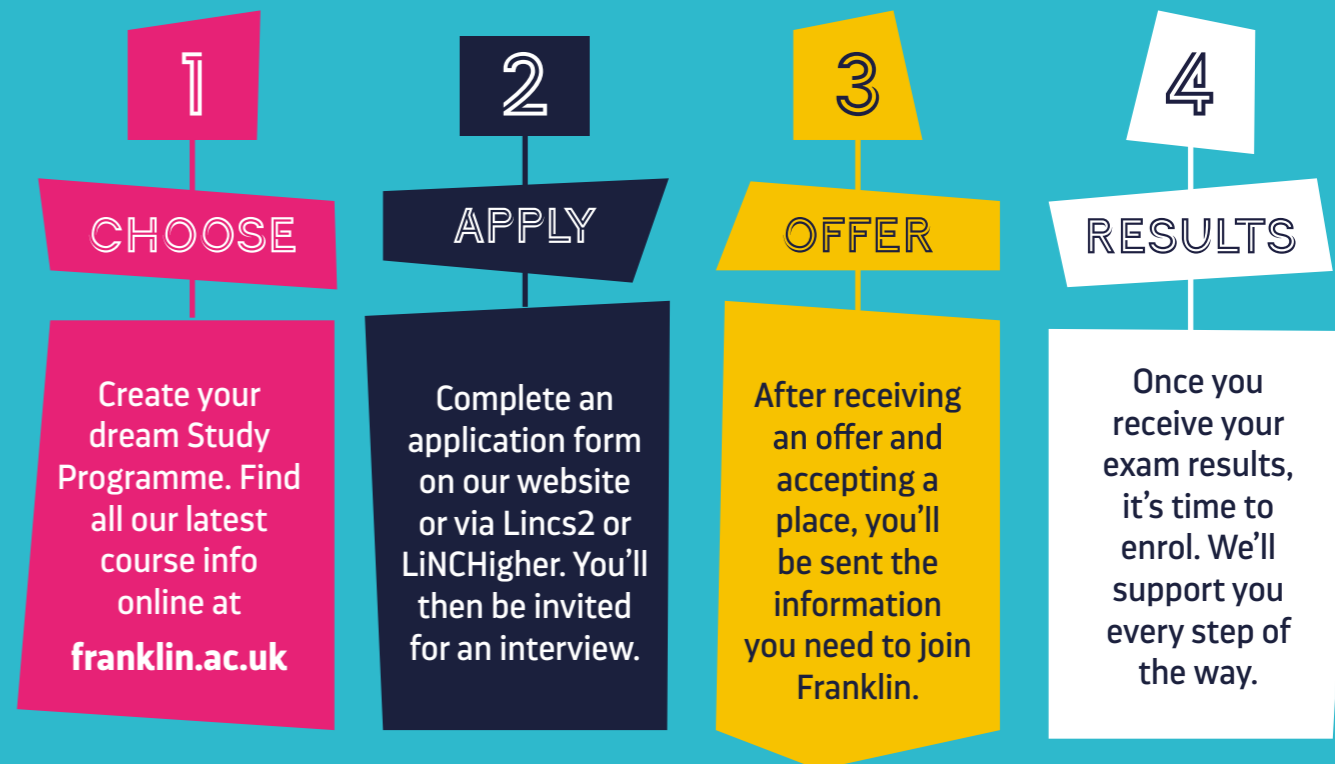 1
CHOOSE
Create your
dream Study
Programme. Find
all our latest
course info
online at
franklin.ac.uk
2
APPLY
Complete an
application form
on our website
or via Lincs2 or
LiNCHigher. You’ll
then be invited
for an interview.
3
OFFER
After receiving
an offer and
accepting a
place, you’ll
be sent the
information
you need to join
Franklin.
4
RESULTS
Once you
receive your
exam results,
it’s time to
enrol. We’ll
support you
every step of
the way.